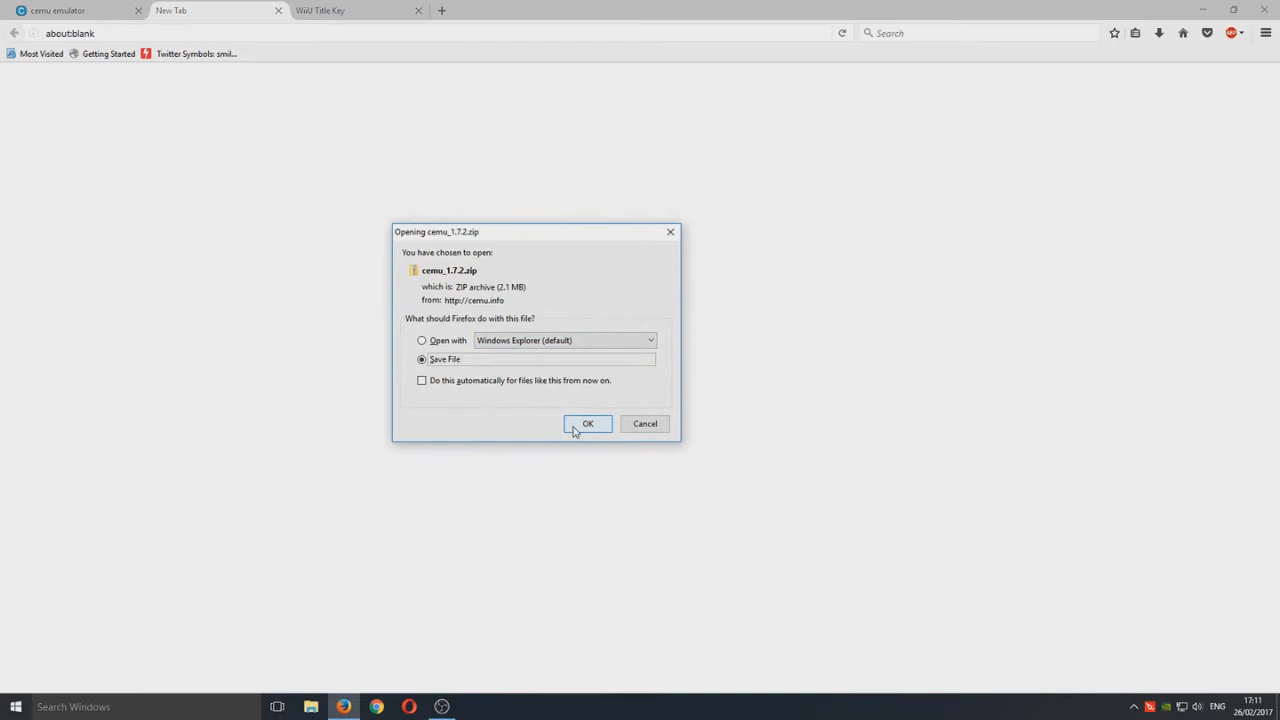 cemu emulator
New Tab
WiiU Title Key
about:blank
Search
Most Visited
Getting Started
Twitter Symbols: smil...
Opening cemu_1.7.2.zip
You have chosen to open:
cemu_1.7.2.zip
which is: ZIP archive (2.1 MB)
from: http://cemu.info
What should Firefox do with this file?
Open with
Windows Explorer (default)
Save File
Do this automatically for files like this from now on.
OK
Cancel
Search Windows
ENG
17:11
26/02/2017